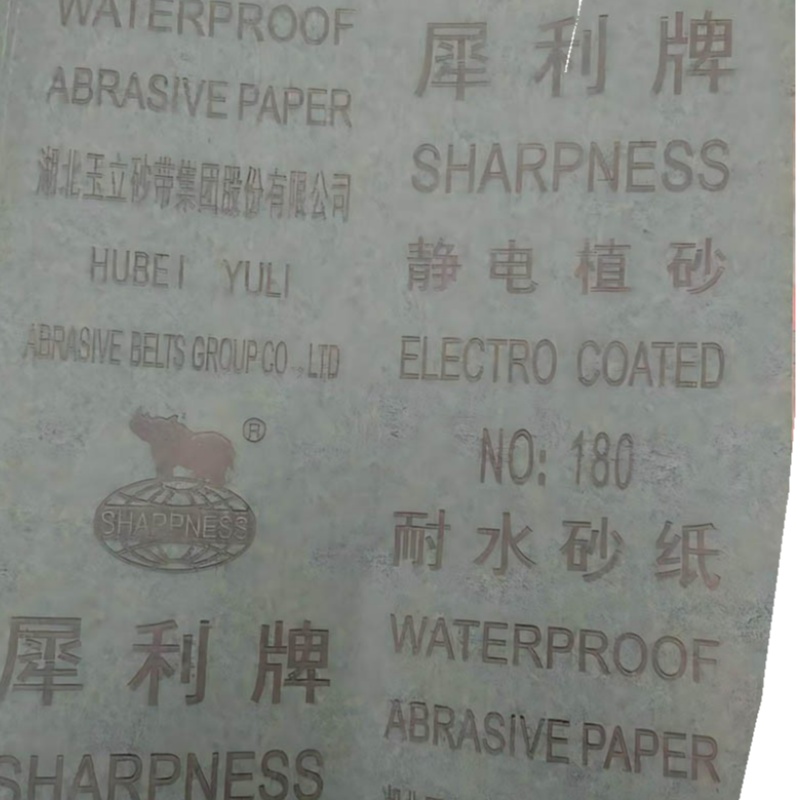 WATERPROOF
ABRASIVE PAPER
湖北玉立砂带集团股份有限公司
HUBEI YULI
ABRASIVE BELTS GROUP CO .,LTD
®
SHARPNESS
犀利牌
SHARPNESS
犀利牌
SHARPNESS
静电植砂
ELECTRO COATED
NO: 180
耐水砂纸
WATERPROOF
ABRASIVE PAPER